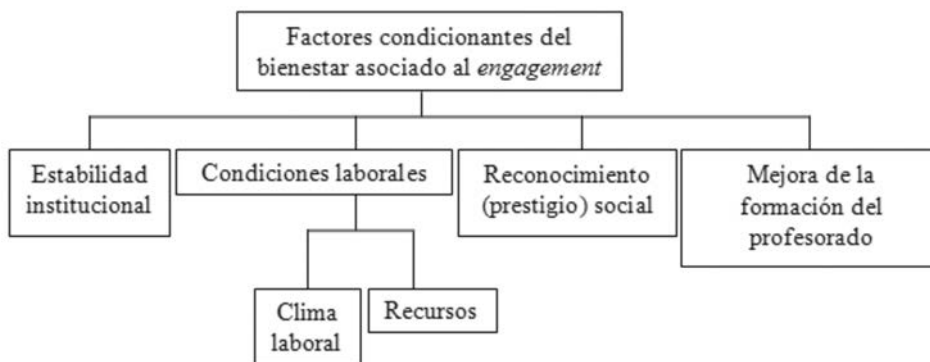 Factores condicionantes del
bienestar asociado al engagement
Estabilidad
institucional
Condiciones laborales
Reconocimiento
(prestigio) social
Mejora de la
formación del
profesorado
Clima
laboral
Recursos